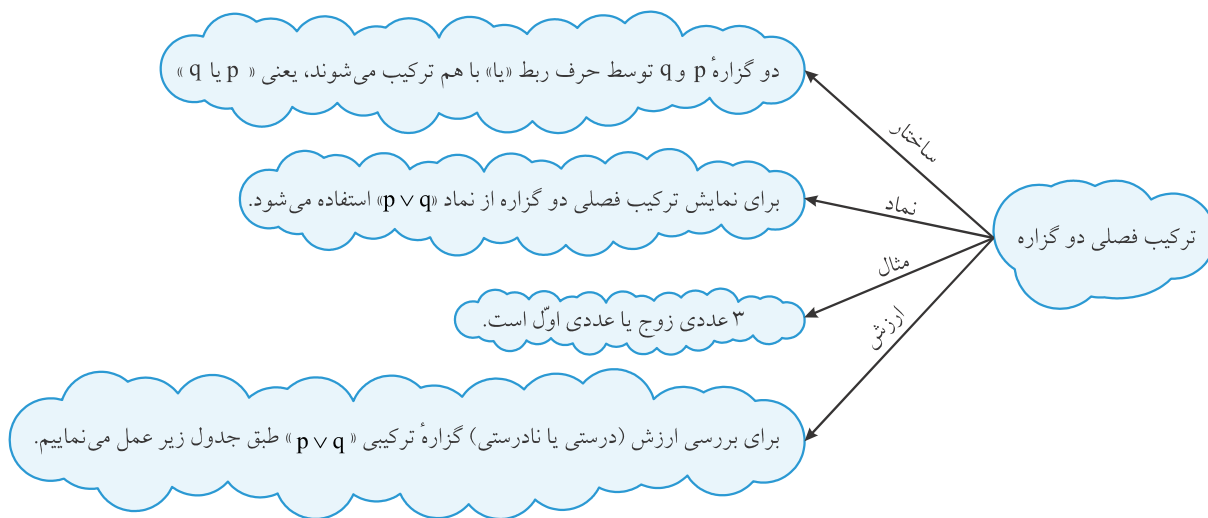 ترکیب فصلی دو گزاره
ساختار
دو گزارهٔ p و q توسط حرف ربط «یا» با هم ترکیب می‌شوند، یعنی « p یا q »
نماد
برای نمایش ترکیب فصلی دو گزاره از نماد «p ∨ q» استفاده می‌شود.
مثال
۳ عددی زوج یا عددی اوّل است.
ارزش
برای بررسی ارزش (درستی یا نادرستی) گزارهٔ ترکیبی « p ∨ q » طبق جدول زیر عمل می‌نماییم.